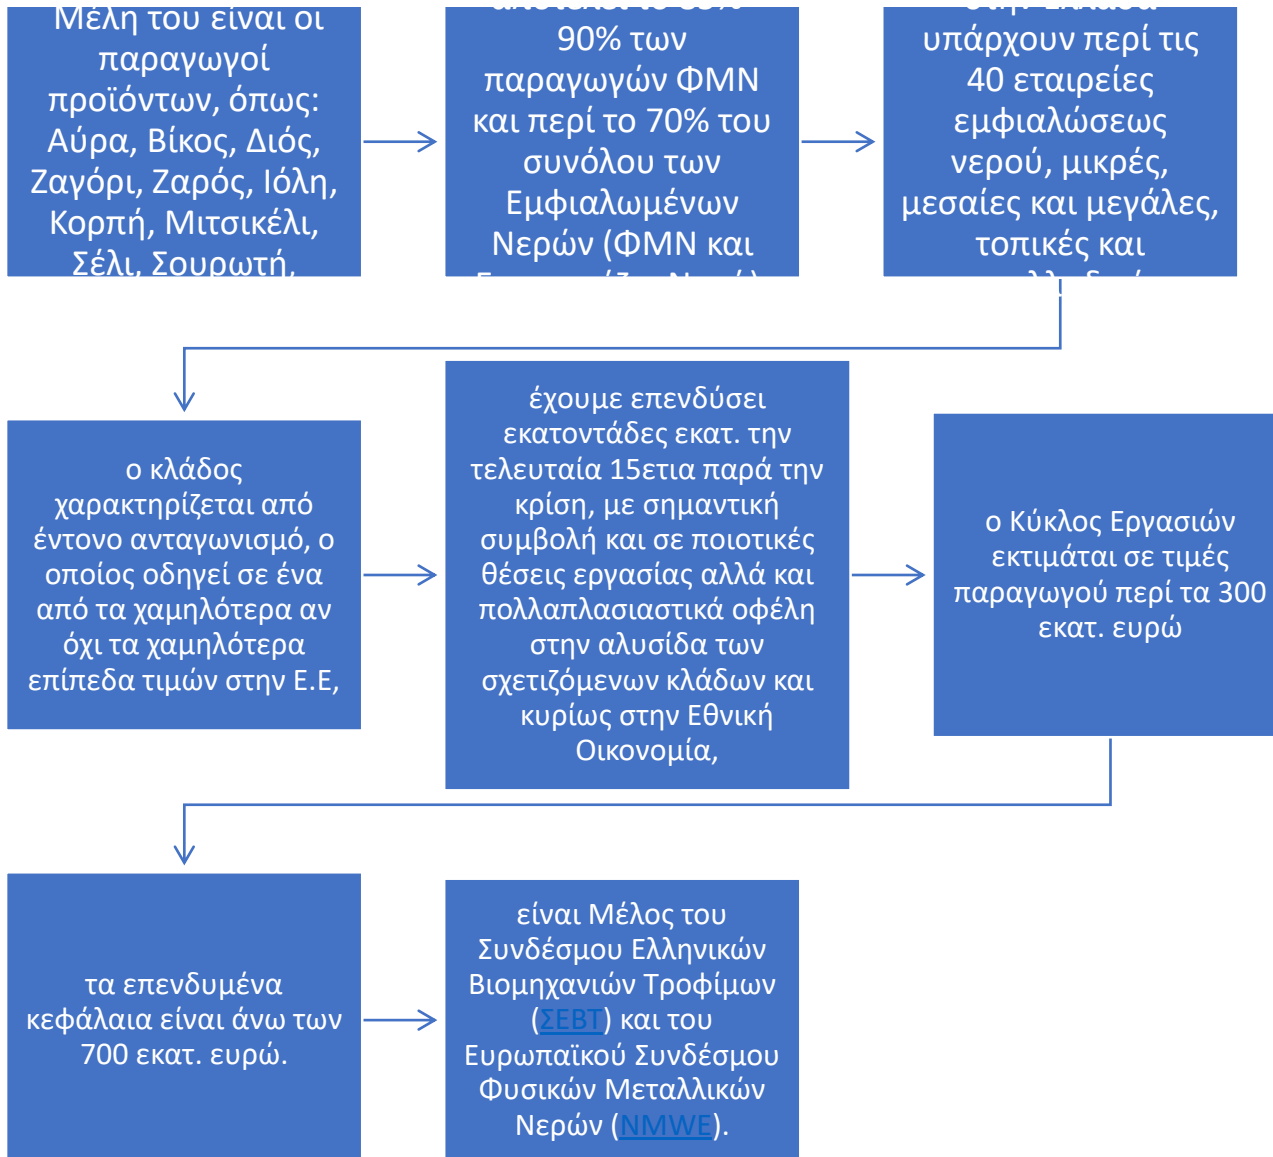 Μέλη του είναι οι
παραγωγοί
προϊόντων, όπως:
Αύρα, Βίκος, Διός,
Ζαγόρι, Ζαρός, Ιόλη,
Κορπή, Μιτσικέλι,
Σέλι, Σουρωτή,
90% των
παραγωγών ΦΜΝ
και περί το 70% του
συνόλου των
Εμφιαλωμένων
Νερών (ΦΜΝ και
υπάρχουν περί τις
40 εταιρείες
εμφιαλώσεως
νερού, μικρές,
μεσαίες και μεγάλες,
τοπικές και
ο κλάδος
χαρακτηρίζεται από
έντονο ανταγωνισμό, ο
οποίος οδηγεί σε ένα
από τα χαμηλότερα αν
όχι τα χαμηλότερα
επίπεδα τιμών στην Ε.Ε,
έχουμε επενδύσει
εκατοντάδες εκατ. την
τελευταία 15ετια παρά την
κρίση, με σημαντική
συμβολή και σε ποιοτικές
θέσεις εργασίας αλλά και
πολλαπλασιαστικά οφέλη
στην αλυσίδα των
σχετιζόμενων κλάδων και
κυρίως στην Εθνική
Οικονομία,
ο Κύκλος Εργασιών
εκτιμάται σε τιμές
παραγωγού περί τα 300
εκατ. ευρώ
τα επενδυμένα
κεφάλαια είναι άνω των
700 εκατ. ευρώ.
είναι Μέλος του
Συνδέσμου Ελληνικών
Βιομηχανιών Τροφίμων
(ΣΕΒΤ) και του
Ευρωπαϊκού Συνδέσμου
Φυσικών Μεταλλικών
Νερών (NMWE).